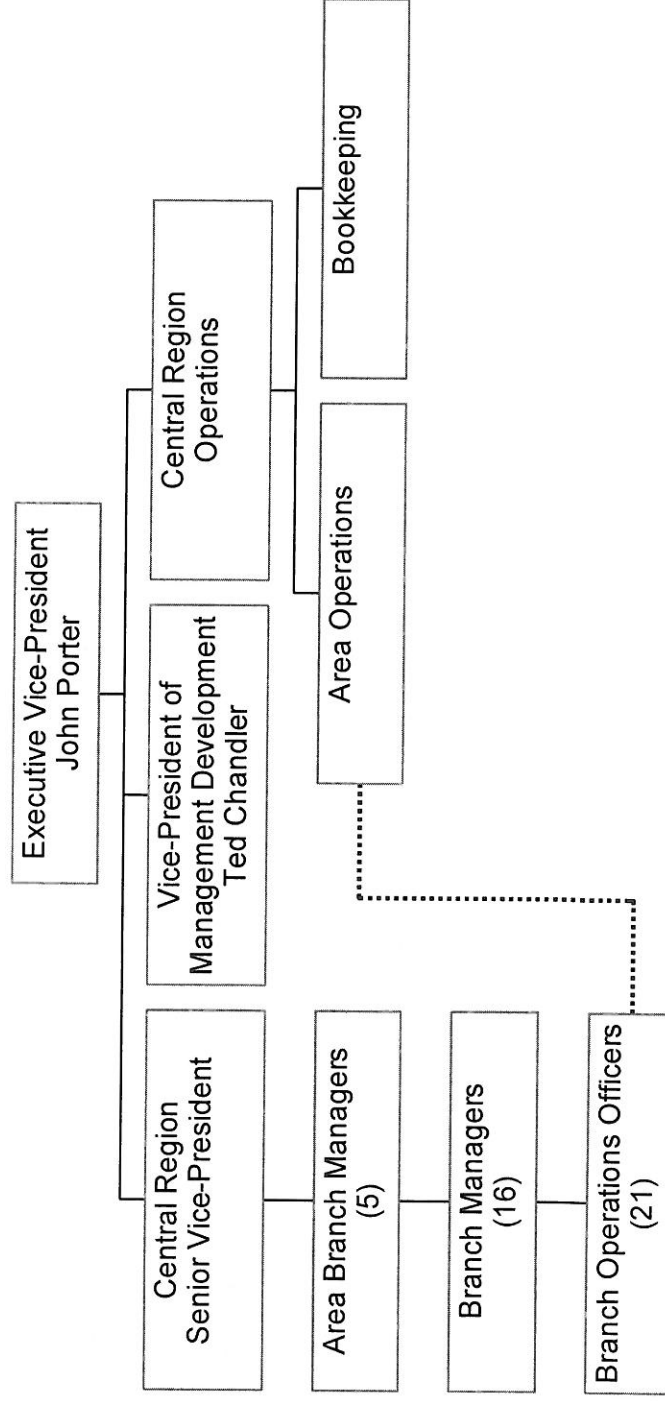 Executive Vice-President
John Porter
Central Region
Senior Vice-President
Vice-President of
Management Development
Ted Chandler
Central Region
Operations
Area Branch Managers
(5)
Area Operations
Bookkeeping
Branch Managers
(16)
Branch Operations Officers
(21)